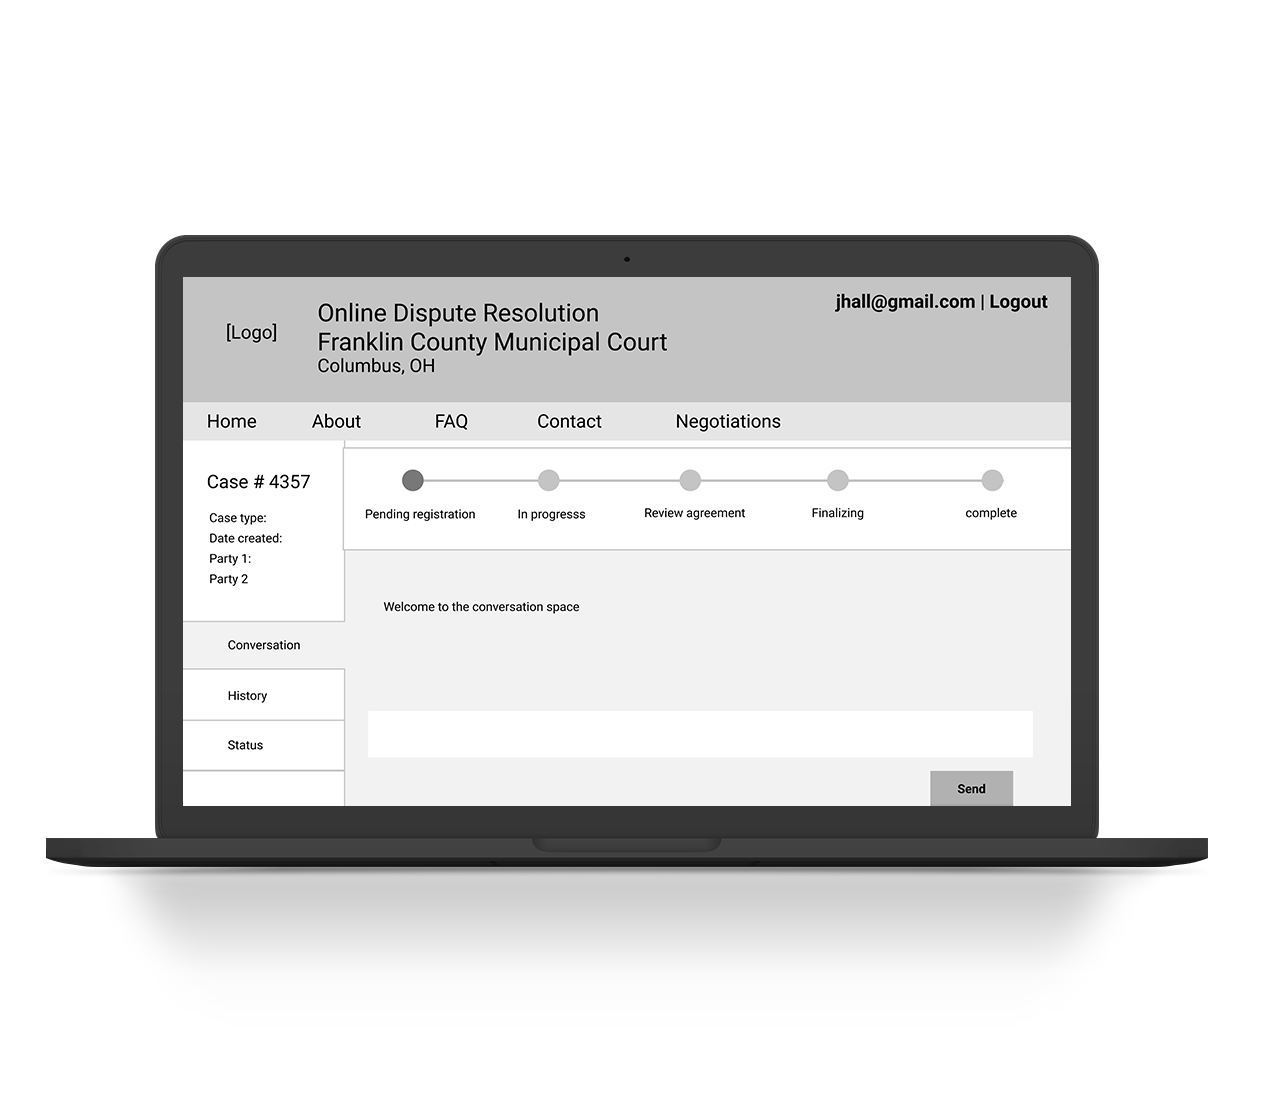 jhall@gmail.com | Logout
[Logo]
Online Dispute Resolution
Franklin County Municipal Court
Columbus, OH
Home About FAQ Contact Negotiations
Case # 4357
Case type:
Date created:
Party 1:
Party 2
Pending registration In progresss Review agreement Finalizing complete
Conversation
History
Status
Welcome to the conversation space
Send